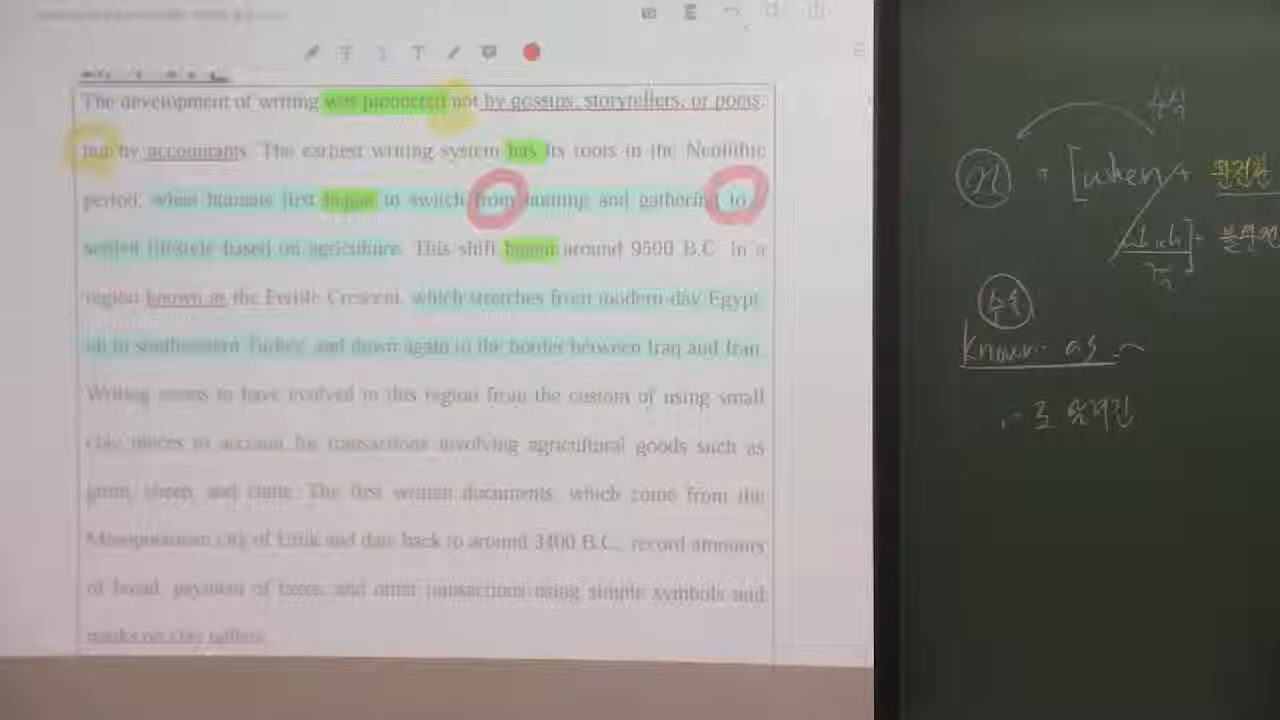 The development of writing was promoted not by gossips, storytellers, or poets,
but by accountants. The earliest writing system has its roots in the Neolithic
period, when humans first began to switch from hunting and gathering to a
settled lifestyle based on agriculture. This shift began around 9500 B.C. in a
region known as the Fertile Crescent, which stretches from modern-day Egypt,
up to southeastern Turkey, and down again to the border between Iraq and Iran.
Writing seems to have evolved in this region from the custom of using small
clay pieces to account for transactions involving agricultural goods such as
grain, sheep, and cattle. The first written documents, which come from the
Mesopotamian city of Uruk and date back to around 3400 B.C., record amounts
of bread, payment of taxes, and other transactions using simple symbols and
marks on clay tablets.
수식
n [when + 완전한
which] + 불완전
수식
known as ~
~로 알려진